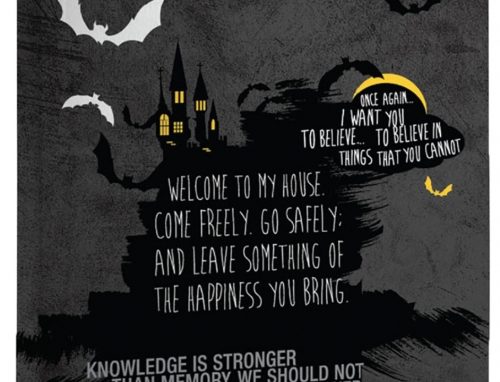 ONCE AGAIN...
I WANT YOU
TO BELIEVE... TO BELIEVE IN
THINGS THAT YOU CANNOT
WELCOME TO MY HOUSE.
COME FREELY. GO SAFELY;
AND LEAVE SOMETHING OF
THE HAPPINESS YOU BRING.
KNOWLEDGE IS STRONGER
THAN MEMORY, WE SHOULD NOT